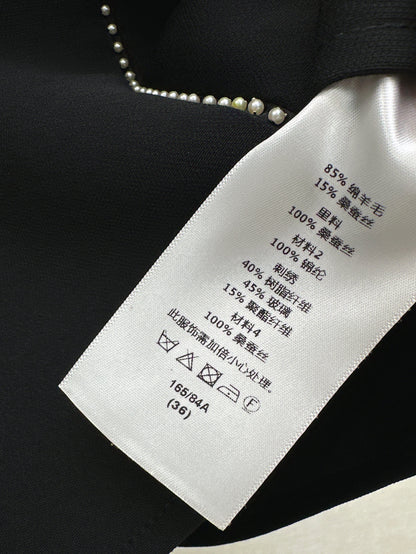 85% 绵羊毛
15% 桑蚕丝
里料
100% 桑蚕丝
材料2
100% 锦纶
刺绣
40% 树脂纤维
45% 玻璃
15% 聚酯纤维
材料4
100% 桑蚕丝
此服饰需加倍小心处理。
F
165/84A
(36)